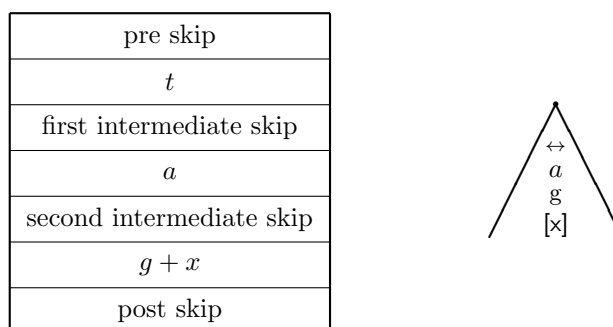 pre skip
t
first intermediate skip
a
second intermediate skip
g + x
post skip
↔
a
g
[x]